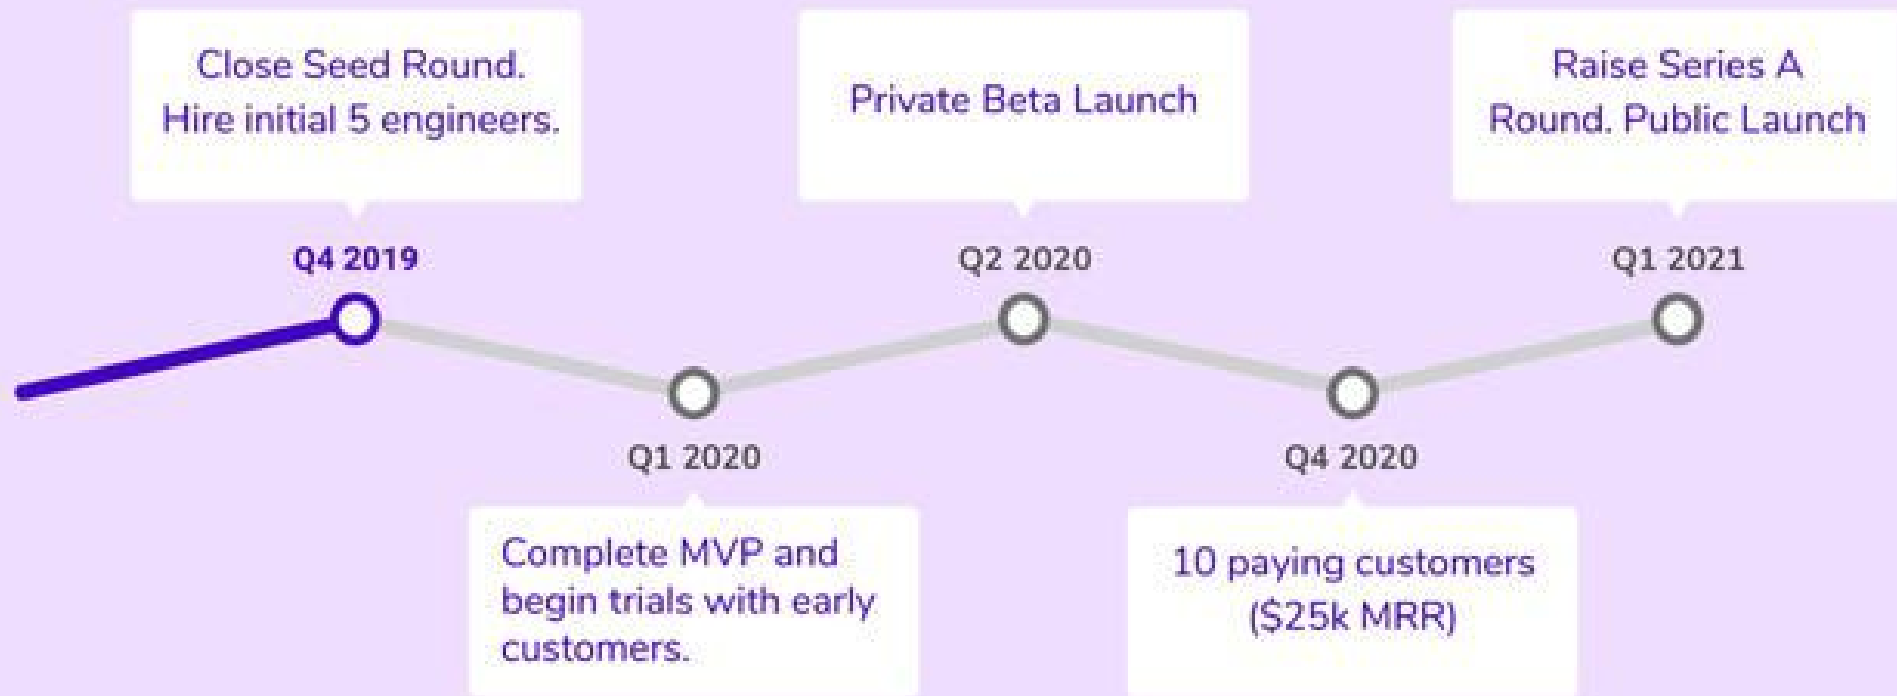 Close Seed Round.
Hire initial 5 engineers.
Private Beta Launch
Raise Series A
Round. Public Launch
Q4 2019
Q2 2020
Q1 2021
Q1 2020
Q4 2020
Complete MVP and
begin trials with early
customers.
10 paying customers
($25k MRR)